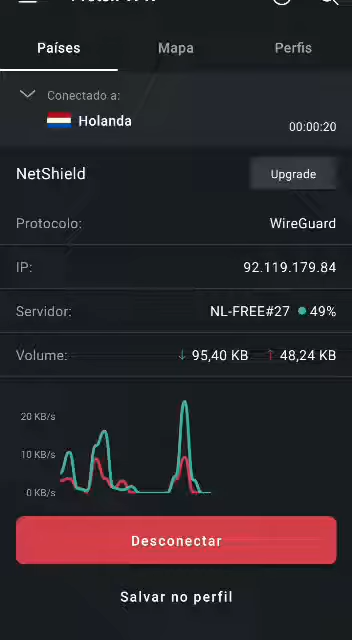 Países
Mapa
Perfis
Conectado a:
Holanda
00:00:20
NetShield
Upgrade
Protocolo:
WireGuard
IP:
92.119.179.84
Servidor:
NL-FREE#27 49%
Volume:
↓ 95,40 KB ↑ 48,24 KB
20 KB/s
10 KB/s
0 KB/s
Desconectar
Salvar no perfil